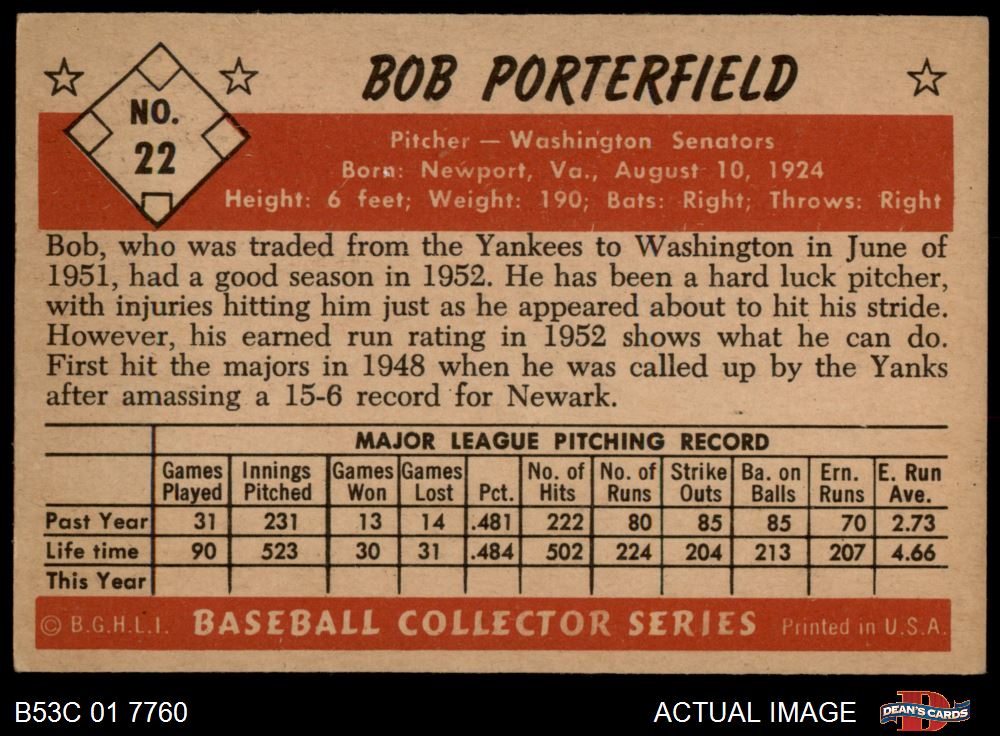 BOB PORTERFIELD
NO.
22
Pitcher — Washington Senators
Born: Newport, Va., August 10, 1924
Height: 6 feet; Weight: 190; Bats: Right; Throws: Right
Bob, who was traded from the Yankees to Washington in June of
1951, had a good season in 1952. He has been a hard luck pitcher,
with injuries hitting him just as he appeared about to hit his stride.
However, his earned run rating in 1952 shows what he can do.
First hit the majors in 1948 when he was called up by the Yanks
after amassing a 15-6 record for Newark.
MAJOR LEAGUE PITCHING RECORD
Games Played Innings Pitched Games Won Games Lost Pct. No. of Hits No. of Runs Strike Outs Ba. on Balls Ern. Runs E. Run Ave.
Past Year 31 231 13 14 .481 222 80 85 85 70 2.73
Life time 90 523 30 31 .484 502 224 204 213 207 4.66
This Year
© B.G.H.L.I. BASEBALL COLLECTOR SERIES Printed in U.S.A.
B53C 01 7760 ACTUAL IMAGE DEAN'S CARDS